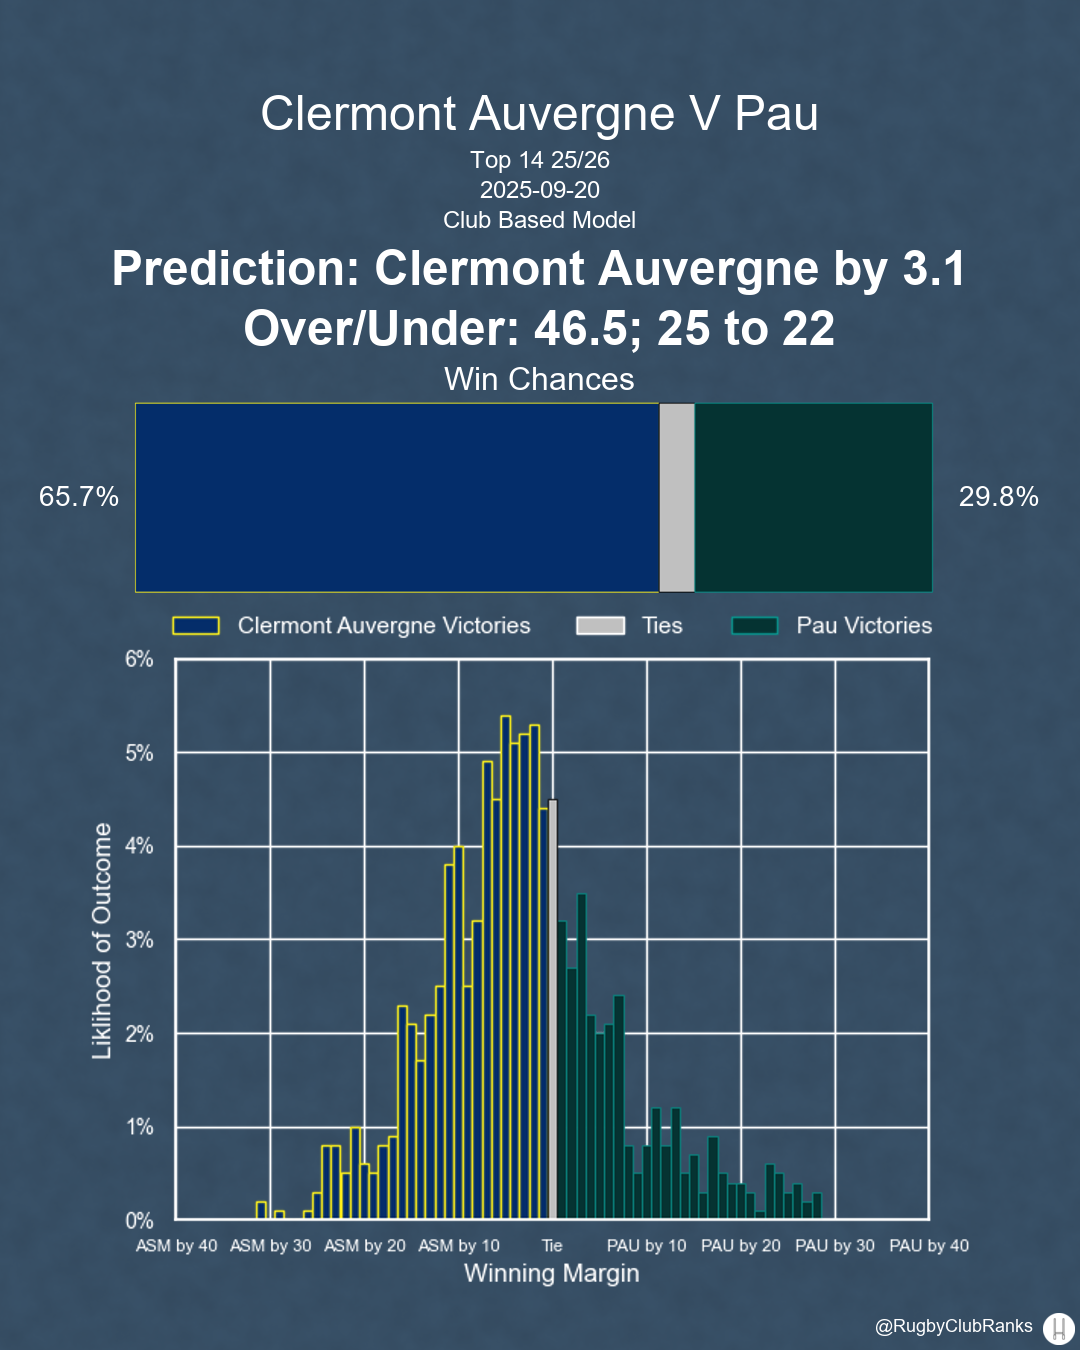 Clermont Auvergne V Pau
Top 14 25/26
2025-09-20
Club Based Model
Prediction: Clermont Auvergne by 3.1
Over/Under: 46.5; 25 to 22
Win Chances
65.7%
29.8%
Clermont Auvergne Victories
Ties
Pau Victories
6%
5%
4%
3%
2%
1%
0%
Liklihood of Outcome
ASM by 40
ASM by 30
ASM by 20
ASM by 10
Tie
PAU by 10
PAU by 20
PAU by 30
PAU by 40
Winning Margin
@RugbyClubRanks